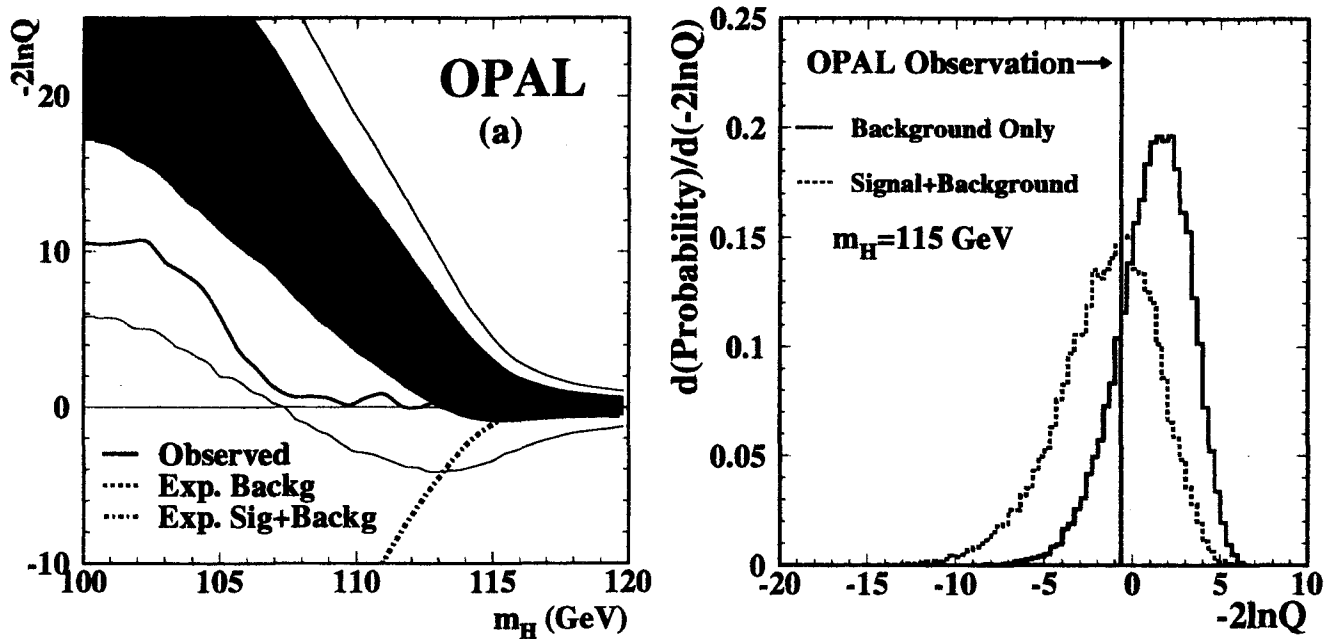 -2lnQ
20
10
0
-10
OPAL
(a)
Observed
Exp. Backg
Exp. Sig+Backg
100 105 110 115 120
m_H (GeV)
d(Probability)/d(-2lnQ)
0.25
0.2
0.15
0.1
0.05
0
OPAL Observation→
Background Only
Signal+Background
m_H=115 GeV
-20 -15 -10 -5 0 5 10
-2lnQ